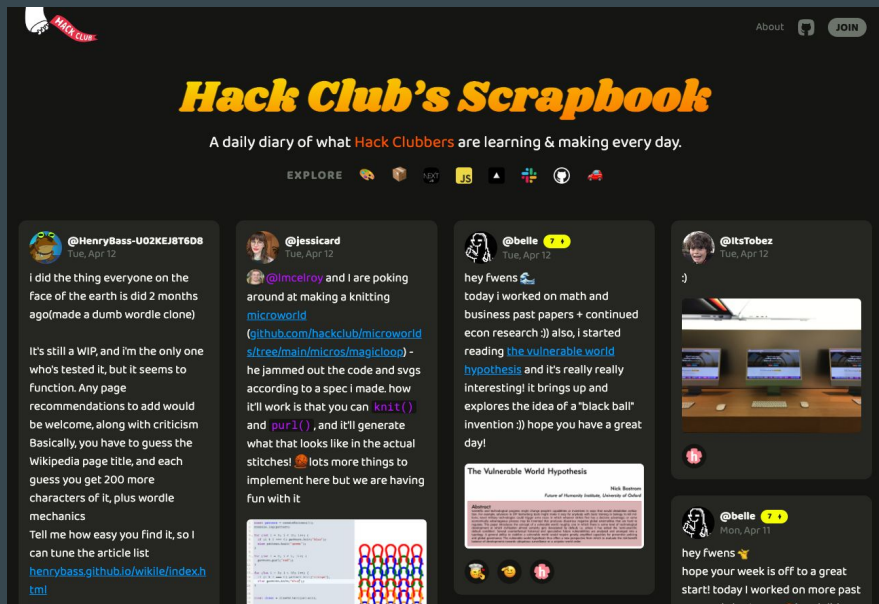 HACK CLUB
About
JOIN
Hack Club's Scrapbook
A daily diary of what Hack Clubbers are learning & making every day.
EXPLORE
NEXT
JS
@HenryBass-U02KEJ8T6D8
Tue, Apr 12
i did the thing everyone on the
face of the earth is did 2 months
ago(made a dumb wordle clone)
It's still a WIP, and i'm the only one
who's tested it, but it seems to
function. Any page
recommendations to add would
be welcome, along with criticism
Basically, you have to guess the
Wikipedia page title, and each
guess you get 200 more
characters of it, plus wordle
mechanics
Tell me how easy you find it, so I
can tune the article list
henrybass.github.io/wikile/index.h
tml
@jessicard
Tue, Apr 12
@lmcelroy and I are poking
around at making a knitting
microworld
(github.com/hackclub/microworld
s/tree/main/micros/magicloop) -
he jammed out the code and svgs
according to a spec i made. how
it'll work is that you can knit()
and purl(), and it'll generate
what that looks like in the actual
stitches! lots more things to
implement here but we are having
fun with it
@belle 7
Tue, Apr 12
hey fwens
today i worked on math and
business past papers + continued
econ research :)) also, i started
reading the vulnerable world
hypothesis and it's really really
interesting! it brings up and
explores the idea of a "black ball"
invention :)) hope you have a great
day!
The Vulnerable World Hypothesis
Nick Bostrom
Future of Humanity Institute, University of Oxford
Abstract
@ItsTobez
Tue, Apr 12
:)
@belle 7
Mon, Apr 11
hey fwens
hope your week is off to a great
start! today I worked on more past